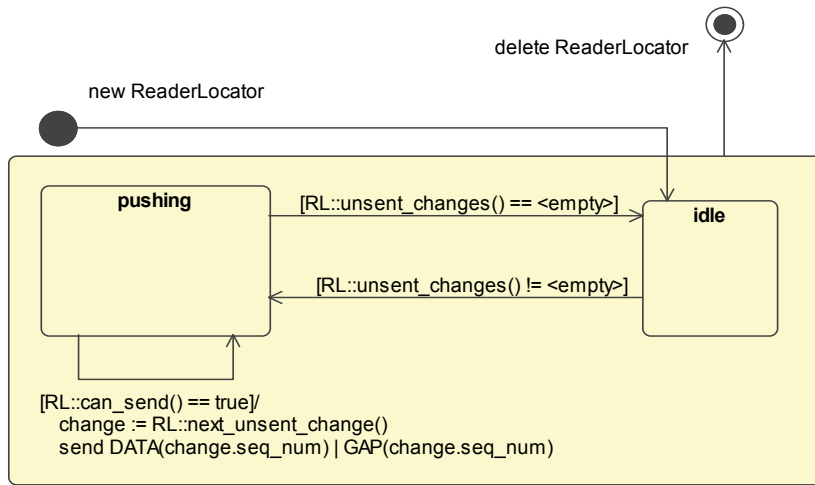 delete ReaderLocator
new ReaderLocator
pushing
[RL::unsent_changes() == <empty>]
idle
[RL::unsent_changes() != <empty>]
[RL::can_send() == true]/
change := RL::next_unsent_change()
send DATA(change.seq_num) | GAP(change.seq_num)